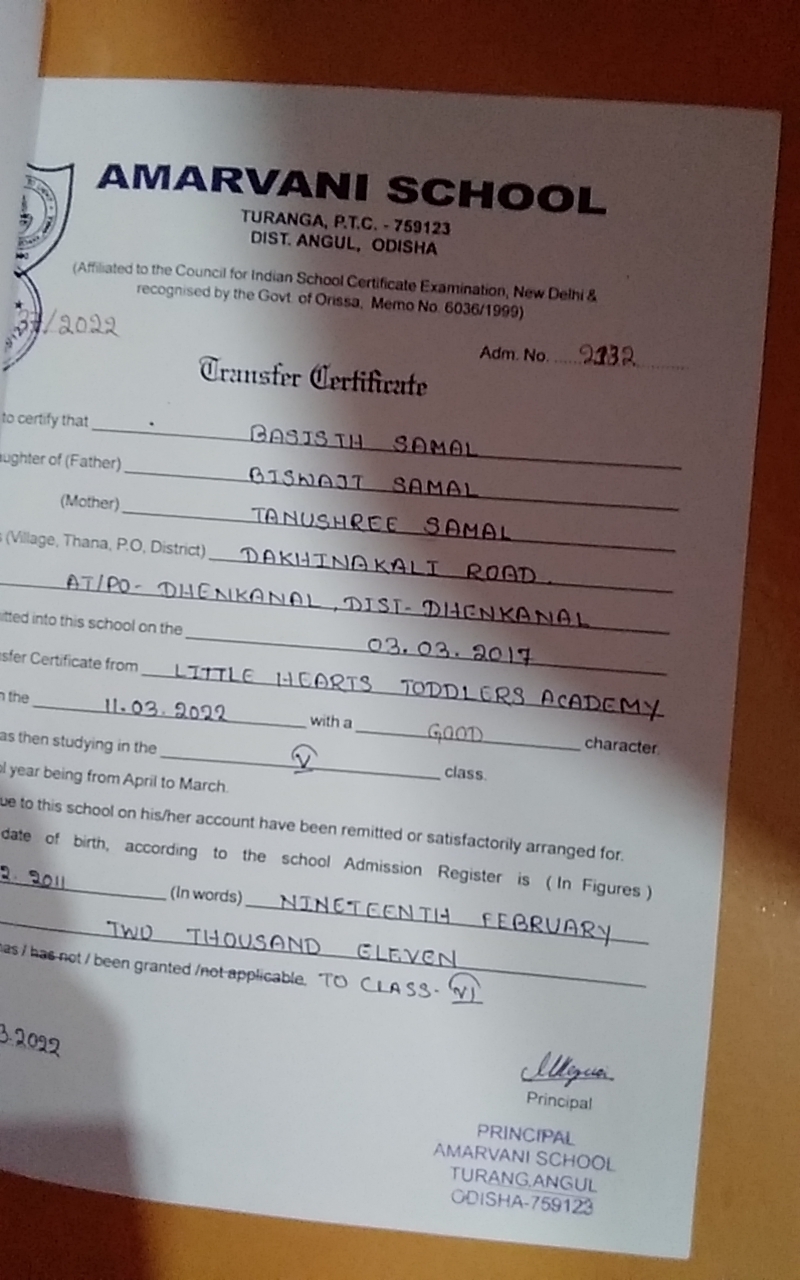 AMARVANI SCHOOL
TURANGA, P.T.C. - 759123
DIST. ANGUL, ODISHA
(Affiliated to the Council for Indian School Certificate Examination, New Delhi &
recognised by the Govt. of Orissa, Memo No. 6036/1999)
/2022
Adm. No. 2132
Transfer Certificate
to certify that BASISTH SAMAL
aughter of (Father) BISWAJT SAMAL
(Mother) TANUSHREE SAMAL
(Village, Thana, P.O, District) DAKHINAKALI ROAD.
AT/PO- DHENKANAL, DIST- DHENKANAL
itted into this school on the 03.03.2017
sfer Certificate from LITTLE HEARTS TODDLERS ACADEMY
the 11.03.2022 with a GOOD character.
as then studying in the V class.
l year being from April to March.
ue to this school on his/her account have been remitted or satisfactorily arranged for.
date of birth, according to the school Admission Register is ( In Figures )
2. 2011 (In words) NINETEENTH FEBRUARY
TWO THOUSAND ELEVEN
as / has not / been granted /not applicable. TO CLASS- VI
3.2022
Principal
PRINCIPAL
AMARVANI SCHOOL
TURANG.ANGUL
ODISHA-759123